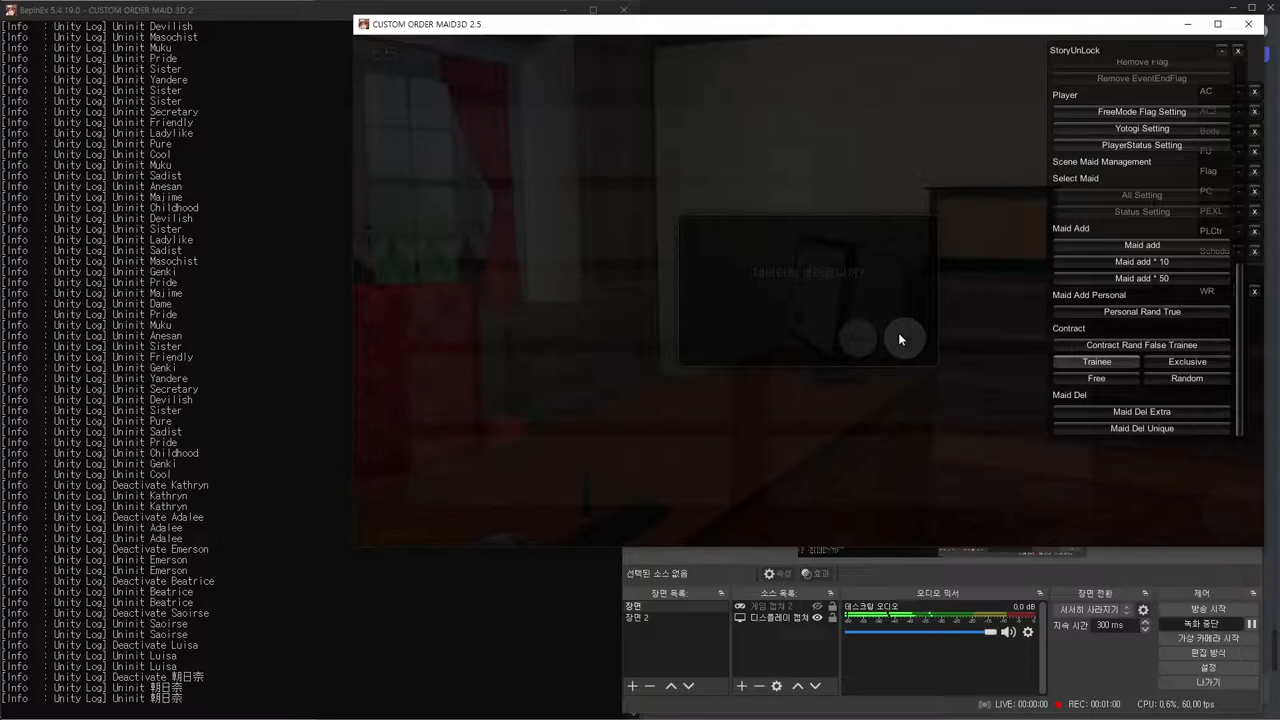 BepInEx 5.4.19.0 - CUSTOM ORDER MAID3D 2
[Info   : Unity Log] Uninit Devilish
[Info   : Unity Log] Uninit Masochist
[Info   : Unity Log] Uninit Muku
[Info   : Unity Log] Uninit Pride
[Info   : Unity Log] Uninit Sister
[Info   : Unity Log] Uninit Yandere
[Info   : Unity Log] Uninit Sister
[Info   : Unity Log] Uninit Sister
[Info   : Unity Log] Uninit Secretary
[Info   : Unity Log] Uninit Friendly
[Info   : Unity Log] Uninit Ladylike
[Info   : Unity Log] Uninit Pure
[Info   : Unity Log] Uninit Cool
[Info   : Unity Log] Uninit Muku
[Info   : Unity Log] Uninit Sadist
[Info   : Unity Log] Uninit Anesan
[Info   : Unity Log] Uninit Majime
[Info   : Unity Log] Uninit Childhood
[Info   : Unity Log] Uninit Devilish
[Info   : Unity Log] Uninit Sister
[Info   : Unity Log] Uninit Ladylike
[Info   : Unity Log] Uninit Sadist
[Info   : Unity Log] Uninit Masochist
[Info   : Unity Log] Uninit Genki
[Info   : Unity Log] Uninit Pride
[Info   : Unity Log] Uninit Majime
[Info   : Unity Log] Uninit Dame
[Info   : Unity Log] Uninit Pride
[Info   : Unity Log] Uninit Muku
[Info   : Unity Log] Uninit Anesan
[Info   : Unity Log] Uninit Sister
[Info   : Unity Log] Uninit Friendly
[Info   : Unity Log] Uninit Genki
[Info   : Unity Log] Uninit Yandere
[Info   : Unity Log] Uninit Secretary
[Info   : Unity Log] Uninit Devilish
[Info   : Unity Log] Uninit Sister
[Info   : Unity Log] Uninit Pure
[Info   : Unity Log] Uninit Sadist
[Info   : Unity Log] Uninit Pride
[Info   : Unity Log] Uninit Childhood
[Info   : Unity Log] Uninit Genki
[Info   : Unity Log] Uninit Cool
[Info   : Unity Log] Deactivate Kathryn
[Info   : Unity Log] Uninit Kathryn
[Info   : Unity Log] Uninit Kathryn
[Info   : Unity Log] Deactivate Adalee
[Info   : Unity Log] Uninit Adalee
[Info   : Unity Log] Uninit Adalee
[Info   : Unity Log] Deactivate Emerson
[Info   : Unity Log] Uninit Emerson
[Info   : Unity Log] Uninit Emerson
[Info   : Unity Log] Deactivate Beatrice
[Info   : Unity Log] Uninit Beatrice
[Info   : Unity Log] Uninit Beatrice
[Info   : Unity Log] Deactivate Saoirse
[Info   : Unity Log] Uninit Saoirse
[Info   : Unity Log] Uninit Saoirse
[Info   : Unity Log] Deactivate Luisa
[Info   : Unity Log] Uninit Luisa
[Info   : Unity Log] Uninit Luisa
[Info   : Unity Log] Deactivate 朝日奈
[Info   : Unity Log] Uninit 朝日奈
[Info   : Unity Log] Uninit 朝日奈
CUSTOM ORDER MAID3D 2.5
StoryUnLock - x
Remove Flag
Remove EventEndFlag
Player
FreeMode Flag Setting
Yotogi Setting
PlayerStatus Setting
Scene Maid Management
Select Maid
All Setting
Status Setting
Maid Add
Maid add
Maid add * 10
Maid add * 50
Maid Add Personal
Personal Rand True
Contract
Contract Rand False Trainee
Trainee Exclusive
Free Random
Maid Del
Maid Del Extra
Maid Del Unique
AC - x
AC2 - x
Body - x
FU - x
Flag - x
PC - x
PEXL - x
PLCtr - x
Schedu - x
WR x
선택된 소스 없음 속성 효과
장면 목록: 소스 목록: 오디오 믹서 장면 전환 제어
장면
장면 2
게임 캡쳐 2
디스플레이 캡쳐
데스크탑 오디오 0.0 dB
서서히 사라지기
지속 시간 300 ms
방송 시작
녹화 중단
가상 카메라 시작
편집 방식
설정
나가기
LIVE: 00:00:00 REC: 00:01:00 CPU: 0.6%, 60.00 fps